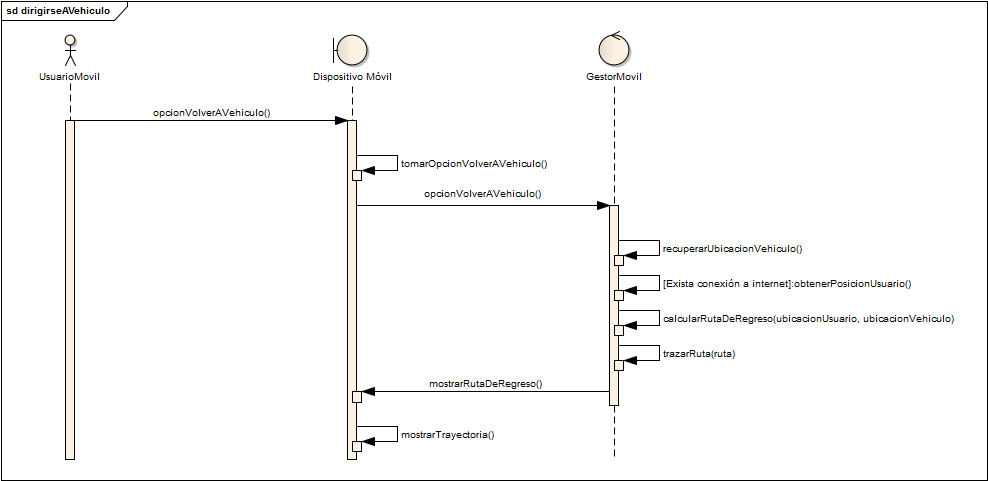 sd dirigirseAVehiculo
UsuarioMovil
Dispositivo Móvil
GestorMovil
opcionVolverAVehiculo()
tomarOpcionVolverAVehiculo()
opcionVolverAVehiculo()
recuperarUbicacionVehiculo()
[Exista conexión a internet]:obtenerPosicionUsuario()
calcularRutaDeRegreso(ubicacionUsuario, ubicacionVehiculo)
trazarRuta(ruta)
mostrarRutaDeRegreso()
mostrarTrayectoria()